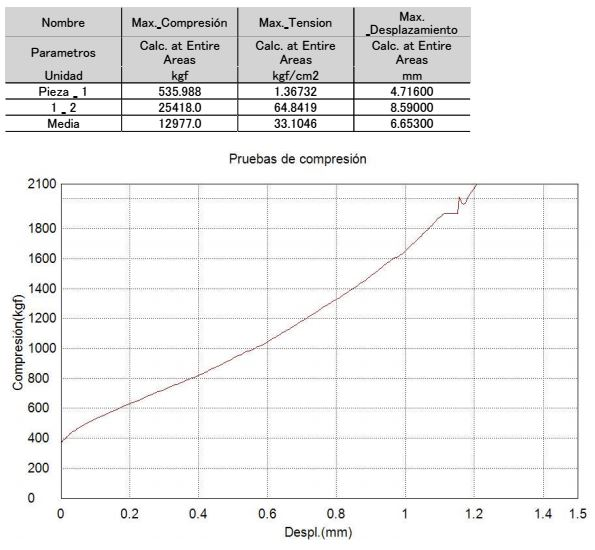 Nombre Max._Compresión Max._Tension Max. _Desplazamiento
Parametros Calc. at Entire Areas Calc. at Entire Areas Calc. at Entire Areas
Unidad kgf kgf/cm2 mm
Pieza _ 1 535.988 1.36732 4.71600
1 _ 2 25418.0 64.8419 8.59000
Media 12977.0 33.1046 6.65300
Pruebas de compresión
Compresión(kgf)
2100
1800
1600
1400
1200
1000
800
600
400
200
0
0 0.2 0.4 0.6 0.8 1 1.2 1.4 1.5
Despl.(mm)